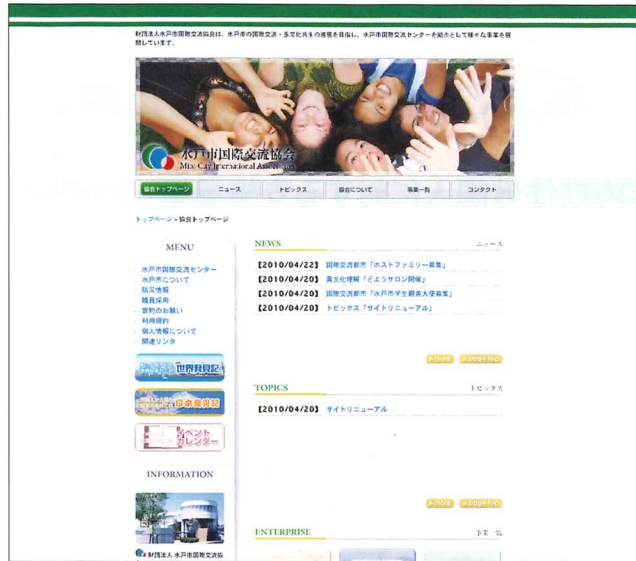 財団法人水戸市国際交流協会は、水戸市の国際交流・多文化共生の進展を目指し、水戸市国際交流センターを拠点として様々な事業を展
開しています。
水戸市国際交流協会
Mito City International Association
協会トップページ
ニュース
トピックス
協会について
事業一覧
コンタクト
トップページ > 協会トップページ
MENU
水戸市国際交流センター
水戸市について
防災情報
職員採用
寄附のお願い
利用規約
個人情報について
関連リンク
世界発見記
日本発見記
イベント
カレンダー
INFORMATION
財団法人 水戸市国際交流協
NEWS
ニュース
【2010/04/22】 国際交流都市「ホストファミリー募集」
【2010/04/20】 異文化理解「どようサロン開催」
【2010/04/20】 国際交流都市「水戸市学生親善大使募集」
【2010/04/20】 トピックス「サイトリニューアル」
more
page top
TOPICS
トピックス
【2010/04/20】 サイトリニューアル
more
page top
ENTERPRISE
事業一覧